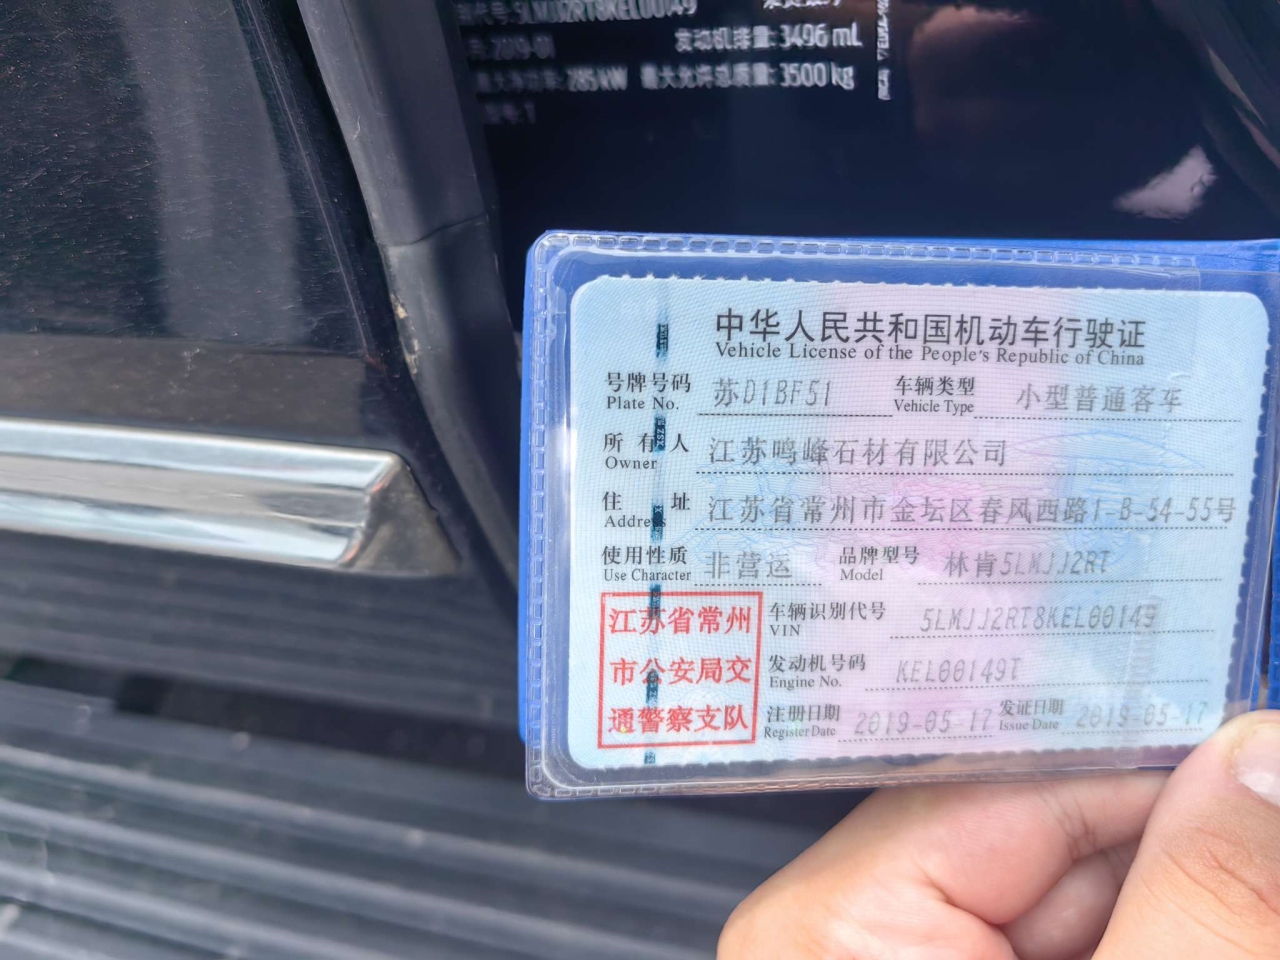 5LMJJ2RT8KEL00149
发动机排量: 3496 mL
285 kW 最大允许总质量: 3500 kg
中华人民共和国机动车行驶证
Vehicle License of the People's Republic of China
号牌号码 苏D1BF51 车辆类型 小型普通客车
Plate No. Vehicle Type
所有人 江苏鸣峰石材有限公司
Owner
住址 江苏省常州市金坛区春风西路1-B-54-55号
Address
使用性质 非营运 品牌型号 林肯5LMJJ2RT
Use Character Model
江苏省常州
市公安局交
通警察支队
车辆识别代号 5LMJJ2RT8KEL00149
VIN
发动机号码 KEL00149T
Engine No.
注册日期 2019-05-17 发证日期 2019-05-17
Register Date Issue Date